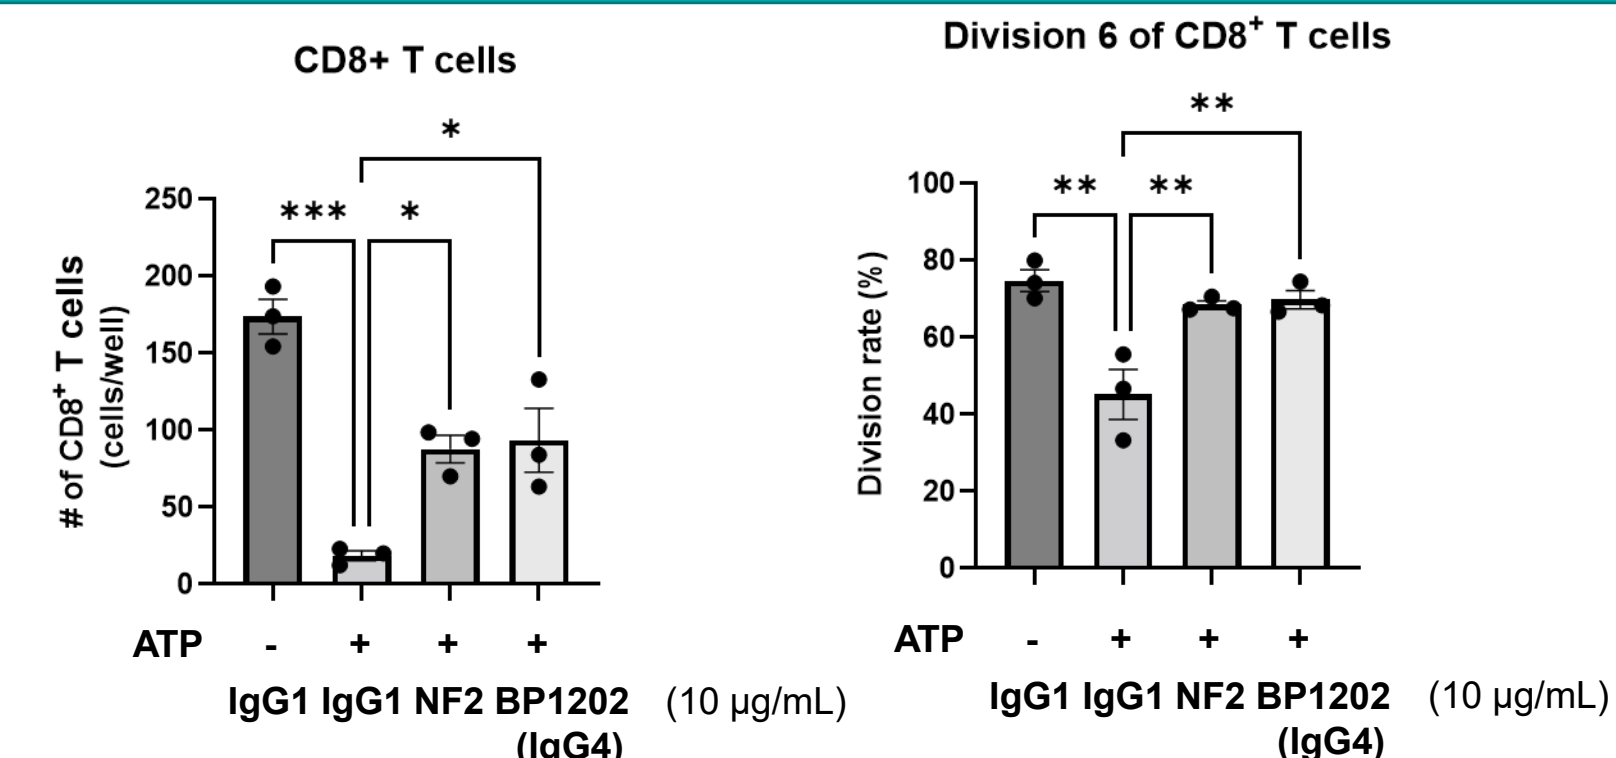 CD8+ T cells
*
*** *
250
200
150
100
50
0
# of CD8⁺ T cells
(cells/well)
ATP - + + +
IgG1 IgG1 NF2 BP1202 (10 µg/mL)
(IgG4)
Division 6 of CD8⁺ T cells
**
** **
100
80
60
40
20
0
Division rate (%)
ATP - + + +
IgG1 IgG1 NF2 BP1202 (10 µg/mL)
(IgG4)